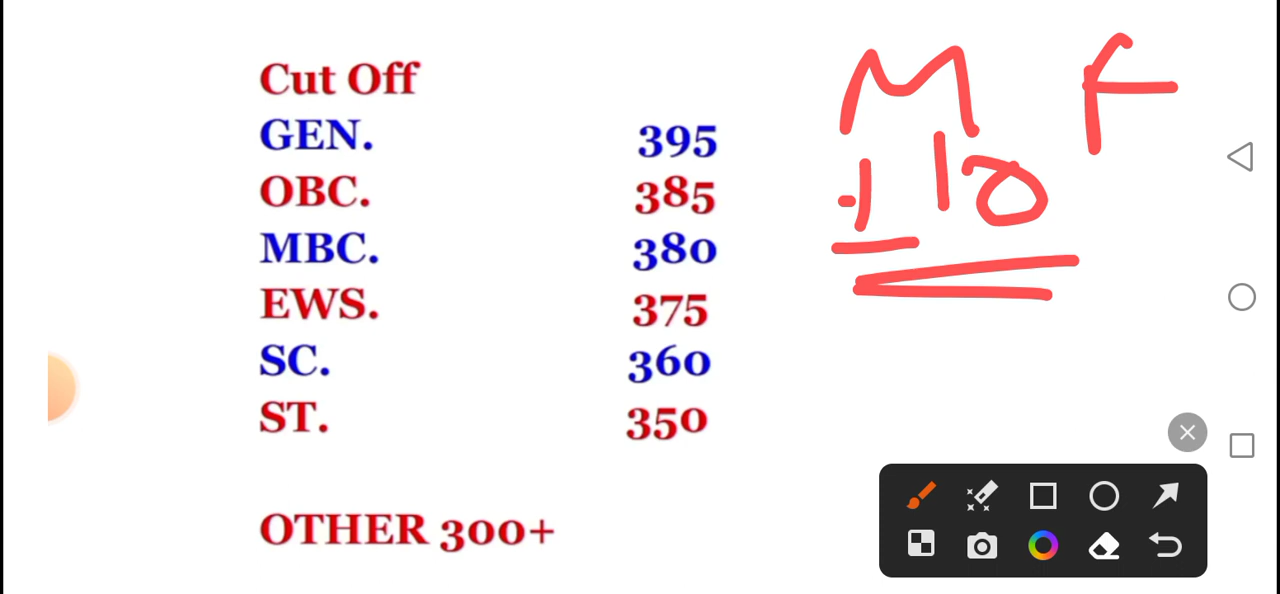 Cut Off
GEN. 395
OBC. 385
MBC. 380
EWS. 375
SC. 360
ST. 350
OTHER 300+
M F
10